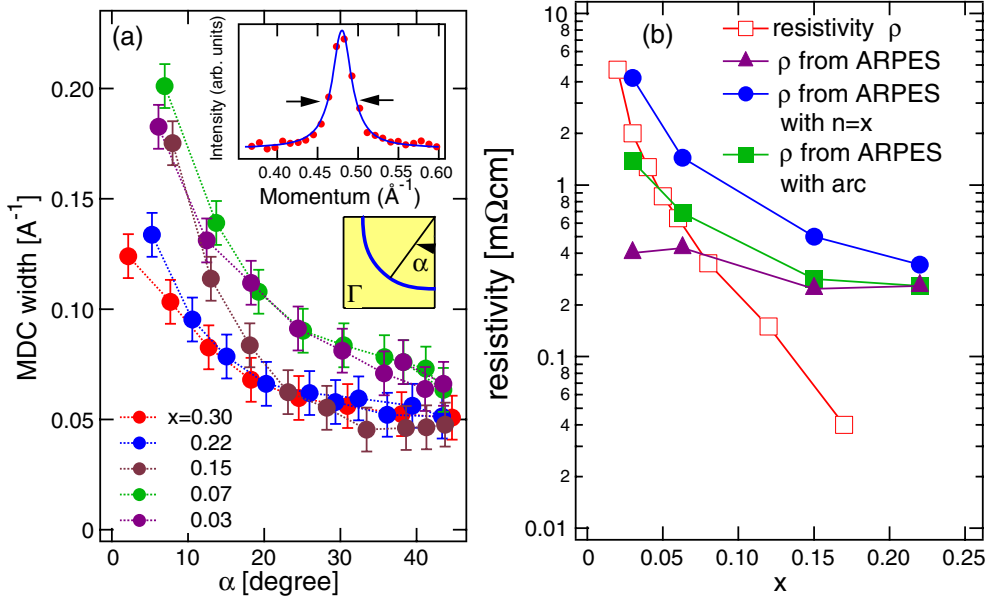 (a)
Intensity (arb. units)
0.40 0.45 0.50 0.55 0.60
Momentum (Å⁻¹)
α
Γ
MDC width [A⁻¹]
0.20
0.15
0.10
0.05
0
x=0.30
0.22
0.15
0.07
0.03
0 10 20 30 40
α [degree]
(b)
resistivity ρ
ρ from ARPES
ρ from ARPES
with n=x
ρ from ARPES
with arc
resistivity [mΩcm]
8
6
4
2
10
8
6
4
2
1
8
6
4
2
0.1
8
6
4
2
0.01
0 0.05 0.10 0.15 0.20 0.25
x